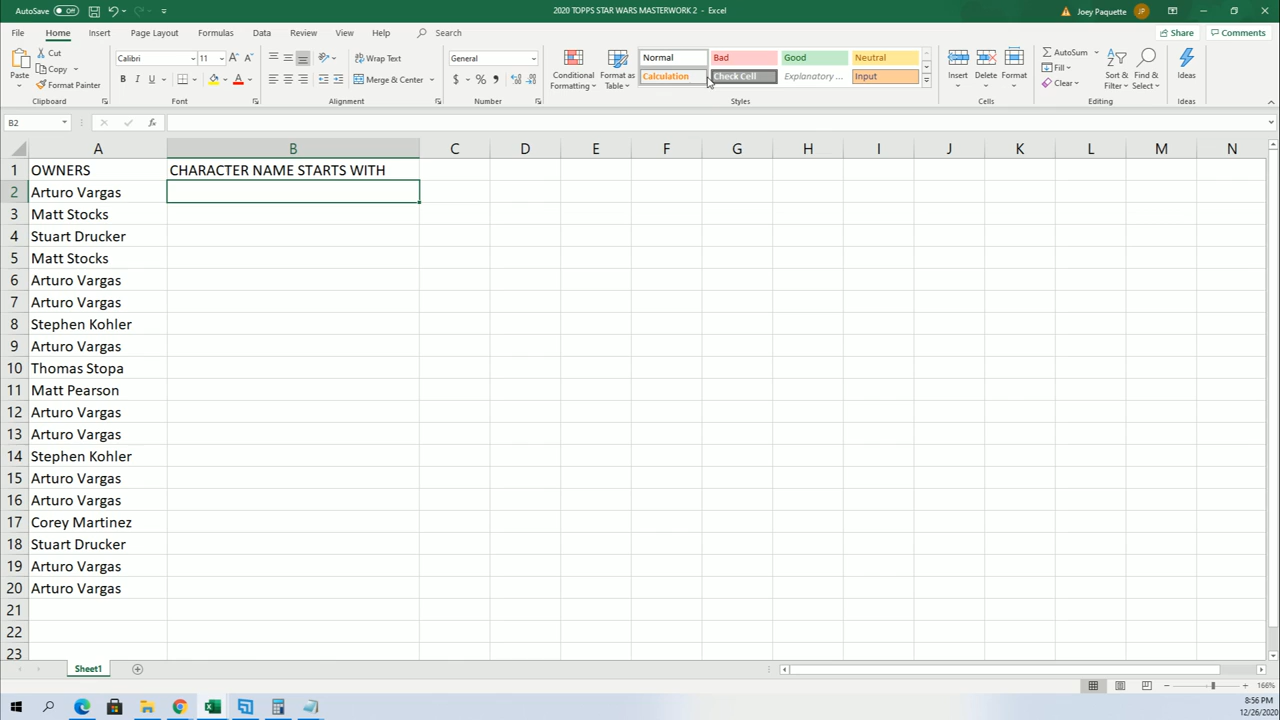 AutoSave Off 2020 TOPPS STAR WARS MASTERWORK 2 - Excel Joey Paquette JP
File Home Insert Page Layout Formulas Data Review View Help Search Share Comments
Paste Cut Copy Format Painter Clipboard
Calibri 11 B I U A Font
Wrap Text Merge & Center Alignment
General $ % Number
Conditional Formatting Format as Table
Normal Bad Good Neutral
Calculation Check Cell Explanatory ... Input
Styles
Insert Delete Format Cells
AutoSum Fill Clear Sort & Filter Find & Select Editing
Ideas Ideas
B2 fx
A B C D E F G H I J K L M N
1 OWNERS CHARACTER NAME STARTS WITH
2 Arturo Vargas
3 Matt Stocks
4 Stuart Drucker
5 Matt Stocks
6 Arturo Vargas
7 Arturo Vargas
8 Stephen Kohler
9 Arturo Vargas
10 Thomas Stopa
11 Matt Pearson
12 Arturo Vargas
13 Arturo Vargas
14 Stephen Kohler
15 Arturo Vargas
16 Arturo Vargas
17 Corey Martinez
18 Stuart Drucker
19 Arturo Vargas
20 Arturo Vargas
21
22
23
Sheet1
166%
8:56 PM
12/26/2020